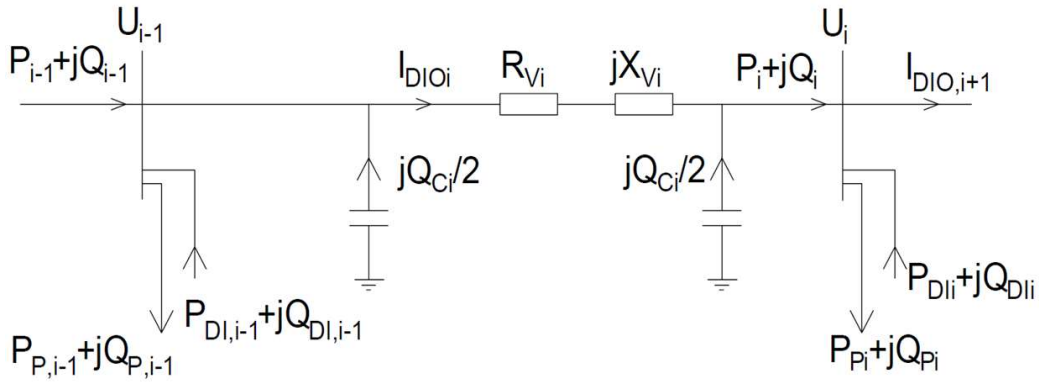 U_{i-1}
U_i
P_{i-1}+jQ_{i-1}
I_{DIOi}
R_{Vi}
jX_{Vi}
P_i+jQ_i
I_{DIO,i+1}
jQ_{Ci}/2
jQ_{Ci}/2
P_{DIi}+jQ_{DIi}
P_{DI,i-1}+jQ_{DI,i-1}
P_{P,i-1}+jQ_{P,i-1}
P_{Pi}+jQ_{Pi}